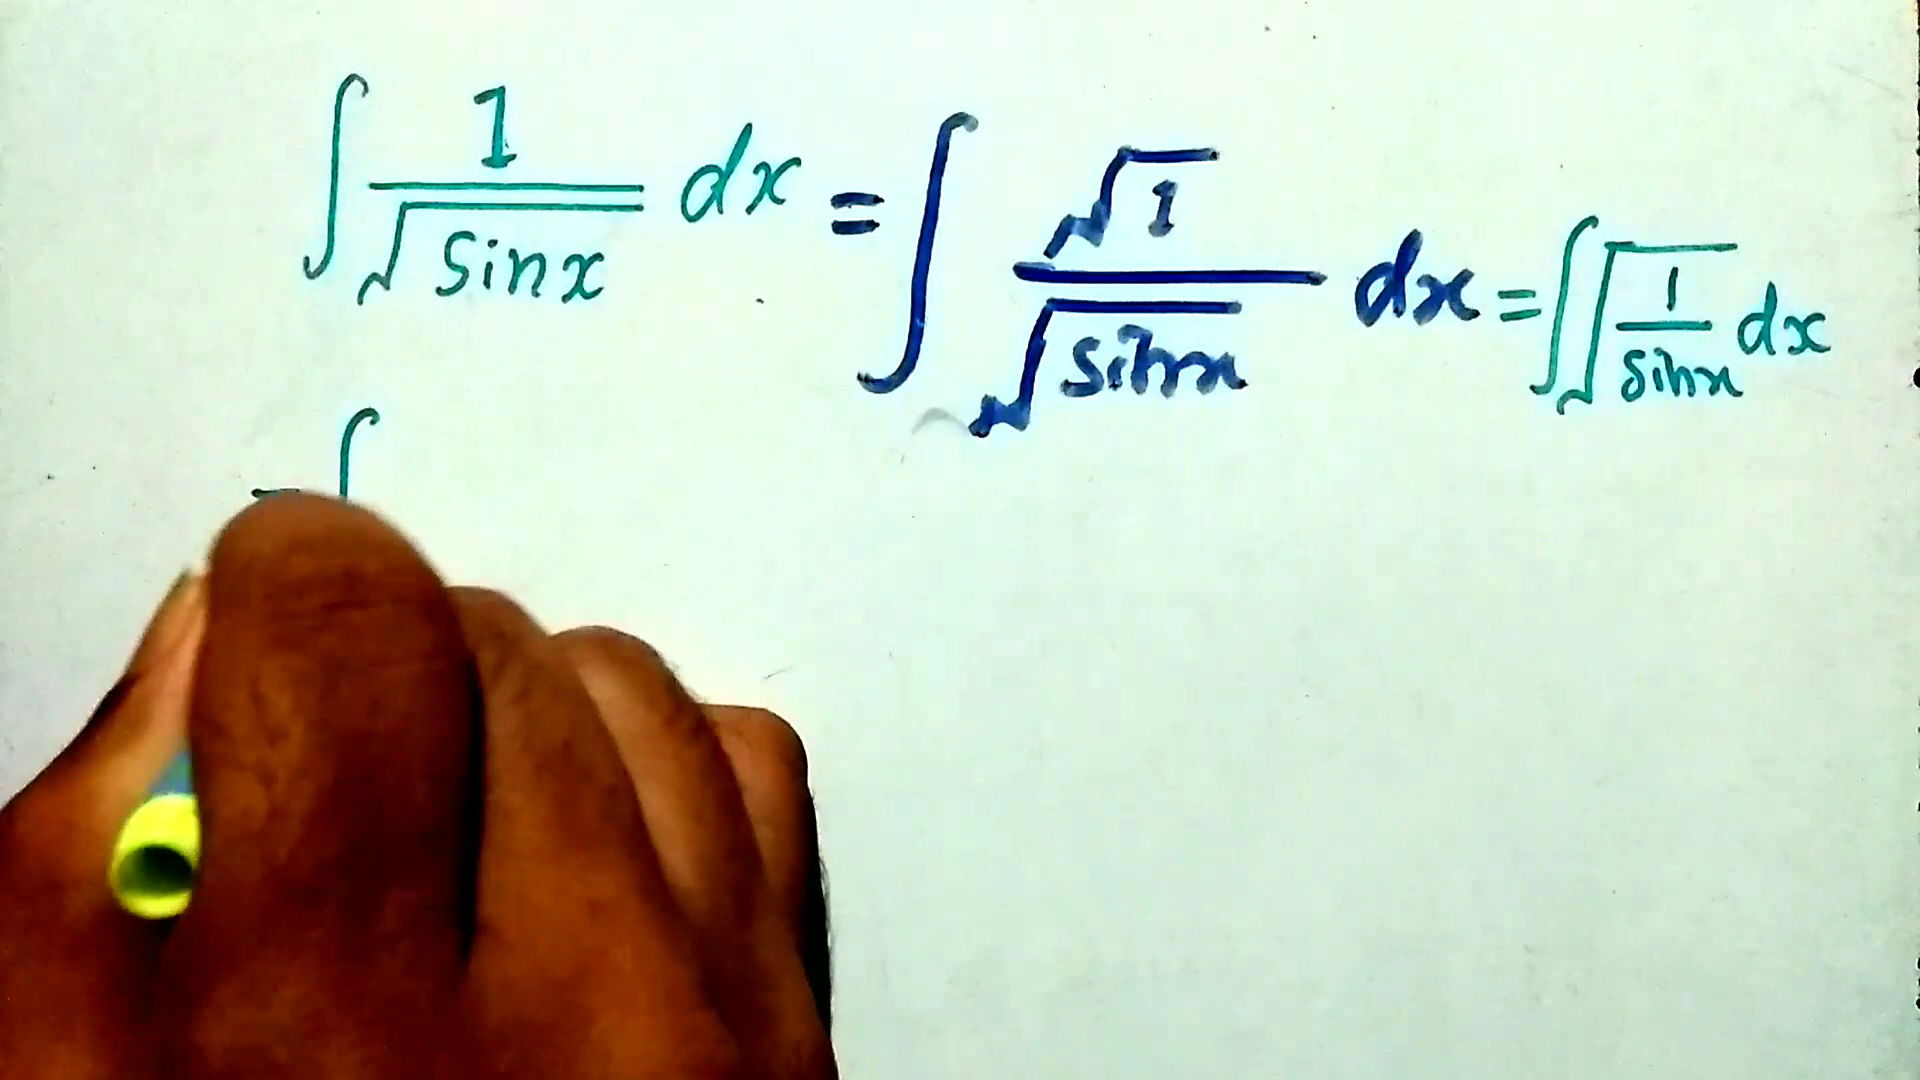 ∫ 1/√(sinx) dx = ∫ √1/√(sinx) dx = ∫ √(1/sinx) dx
= ∫